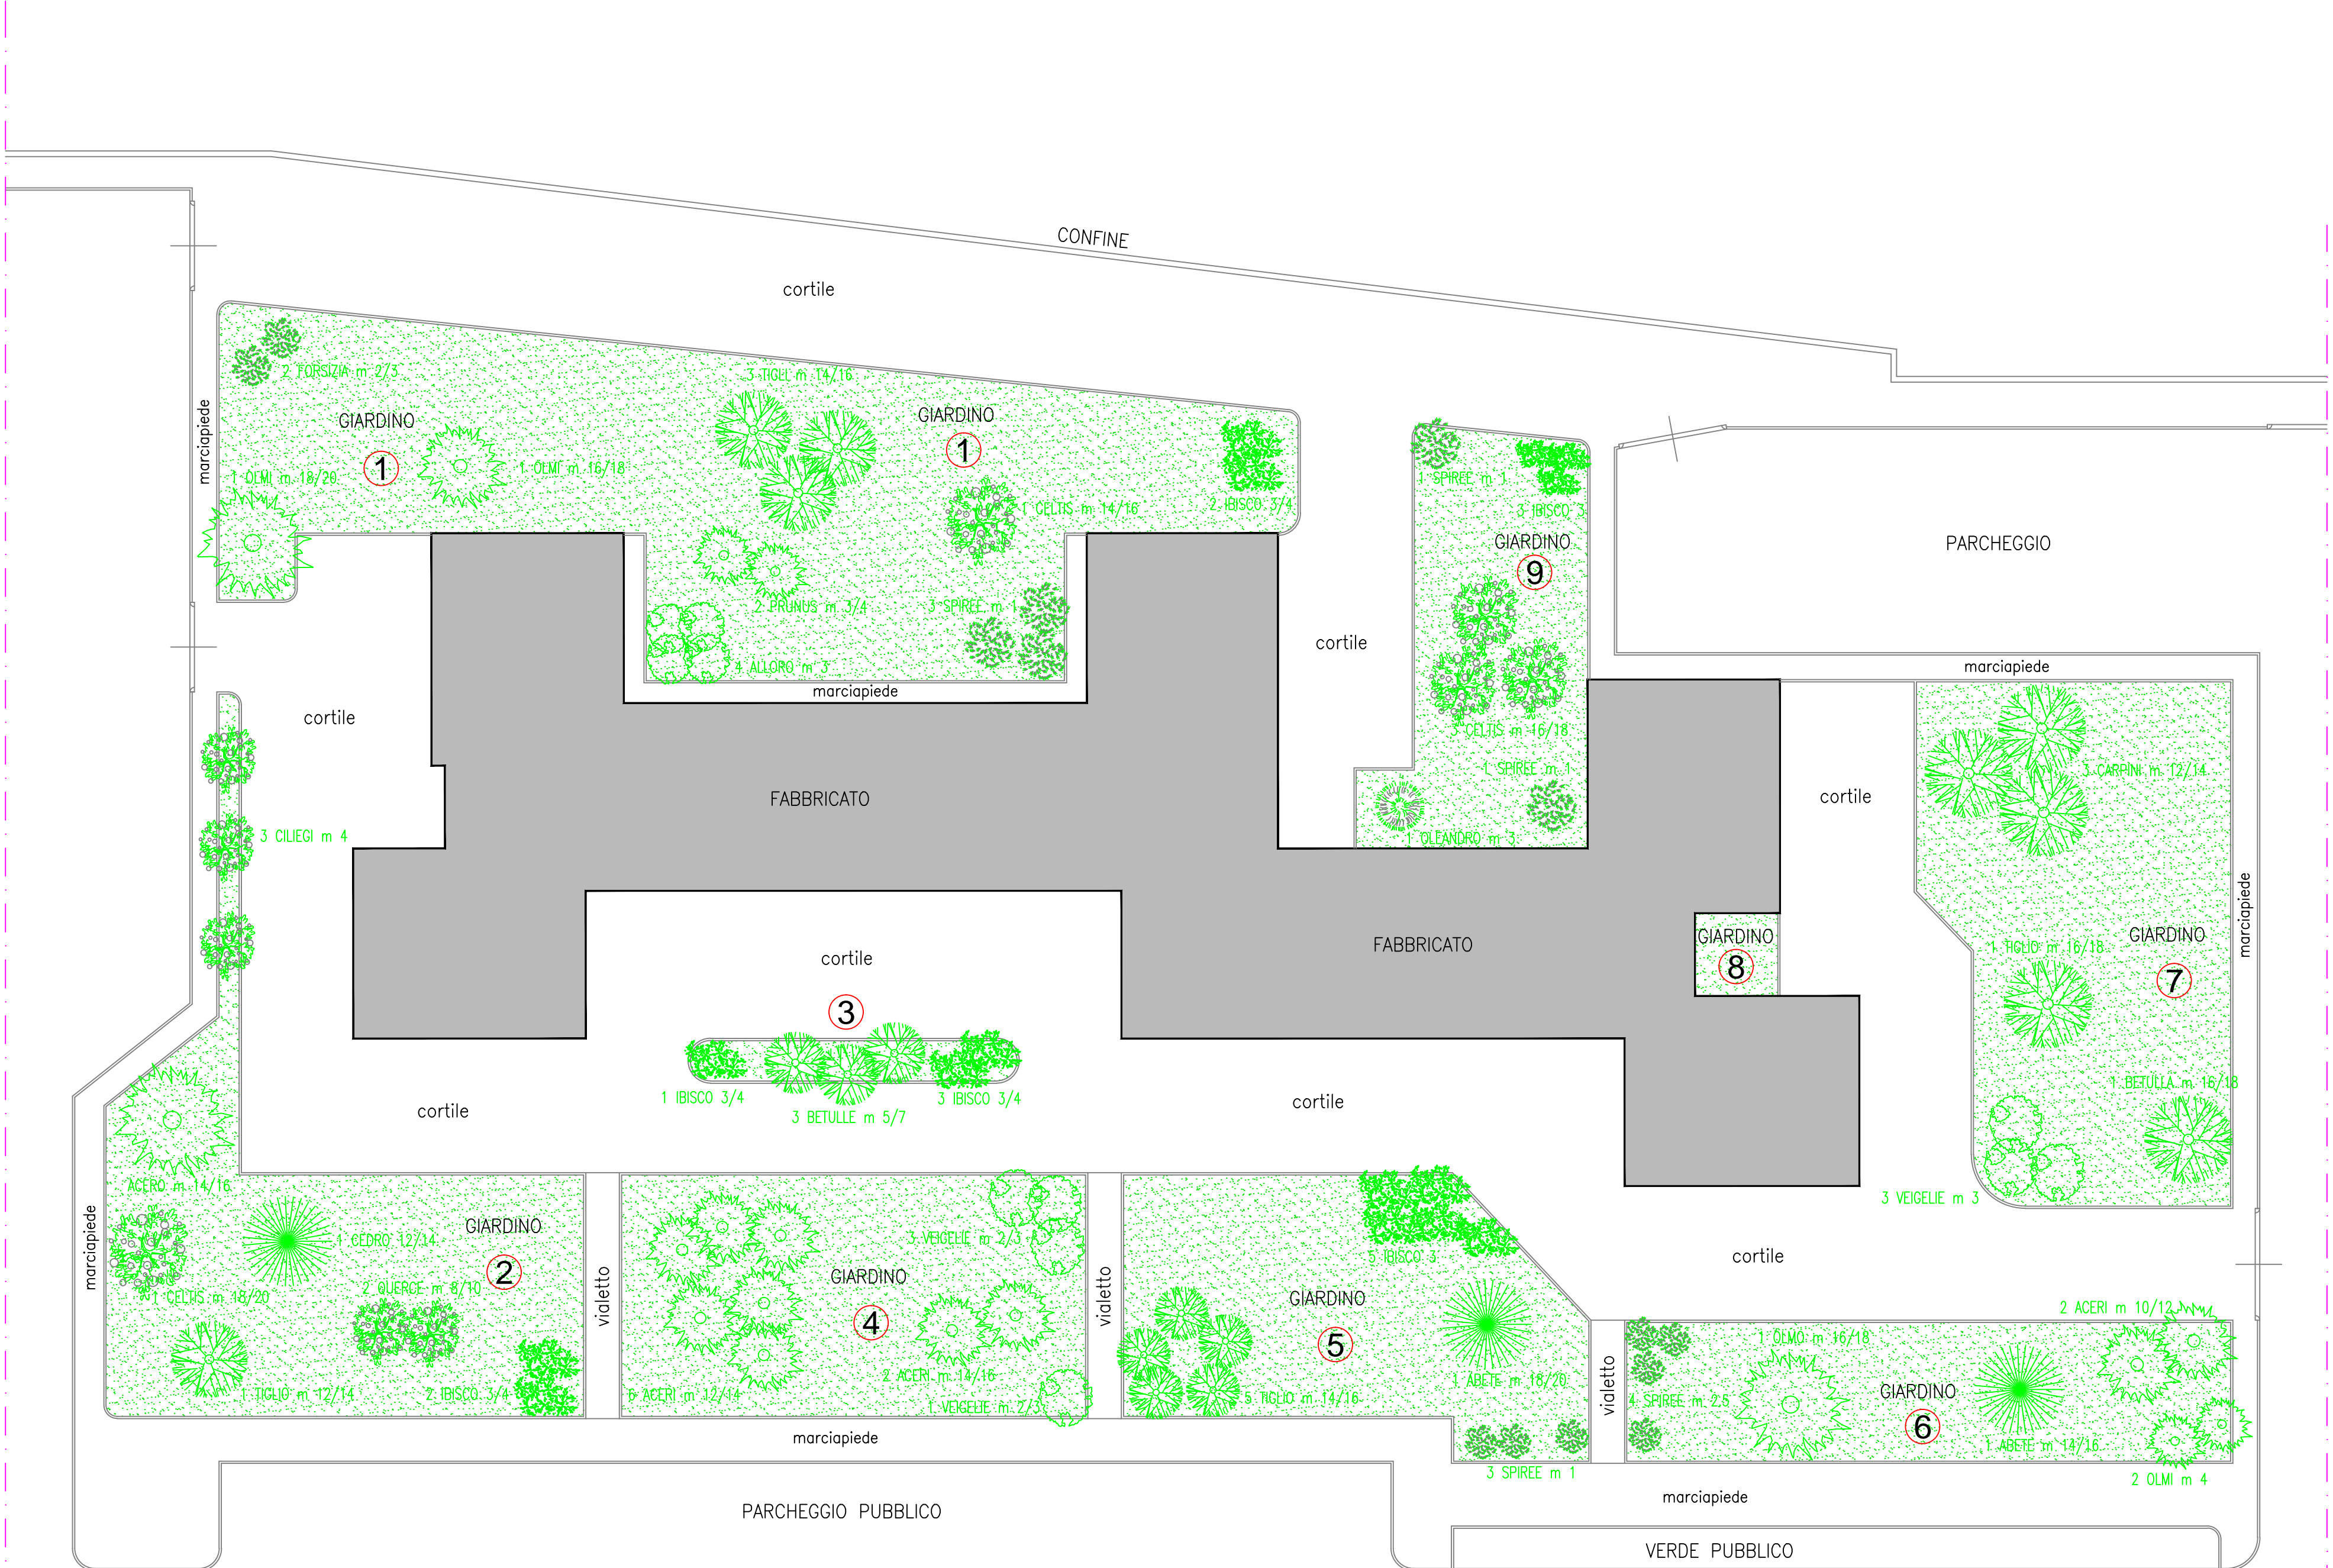 CONFINE
cortile
2 FORSIZIA m 2/3
3 TIGLI m 14/16
GIARDINO
1
GIARDINO
1
marciapiede
1 OLMI m 18/20
1 OLMI m 16/18
1 CELTIS m 14/16
2 IBISCO 3/4
1 SPIREE m 1
3 IBISCO 3
GIARDINO
9
PARCHEGGIO
2 PRUNUS m 3/4
3 SPIREE m 1
4 ALLORO m 3
marciapiede
cortile
marciapiede
cortile
3 CELTIS m 16/18
1 SPIREE m 1
3 CARPINI m 12/14
FABBRICATO
cortile
3 CILIEGI m 4
1 OLEANDRO m 3
marciapiede
FABBRICATO
GIARDINO
8
1 TIGLIO m 16/18
GIARDINO
7
cortile
3
1 IBISCO 3/4
3 BETULLE m 5/7
3 IBISCO 3/4
cortile
cortile
1 BETULLA m 16/18
ACERO m 14/16
3 VEIGELIE m 3
marciapiede
1 CEDRO 12/14
GIARDINO
2
3 VEIGELIE m 2/3
5 IBISCO 3
cortile
1 CELTIS m 18/20
2 QUERCE m 8/10
vialetto
GIARDINO
4
vialetto
GIARDINO
5
2 ACERI m 10/12
1 OLMO m 16/18
1 TIGLIO m 12/14
2 IBISCO 3/4
6 ACERI m 12/14
2 ACERI m 14/16
1 VEIGELIE m 2/3
5 TIGLIO m 14/16
1 ABETE m 18/20
vialetto
4 SPIREE m 2.5
GIARDINO
6
1 ABETE m 14/16
marciapiede
3 SPIREE m 1
2 OLMI m 4
marciapiede
PARCHEGGIO PUBBLICO
VERDE PUBBLICO